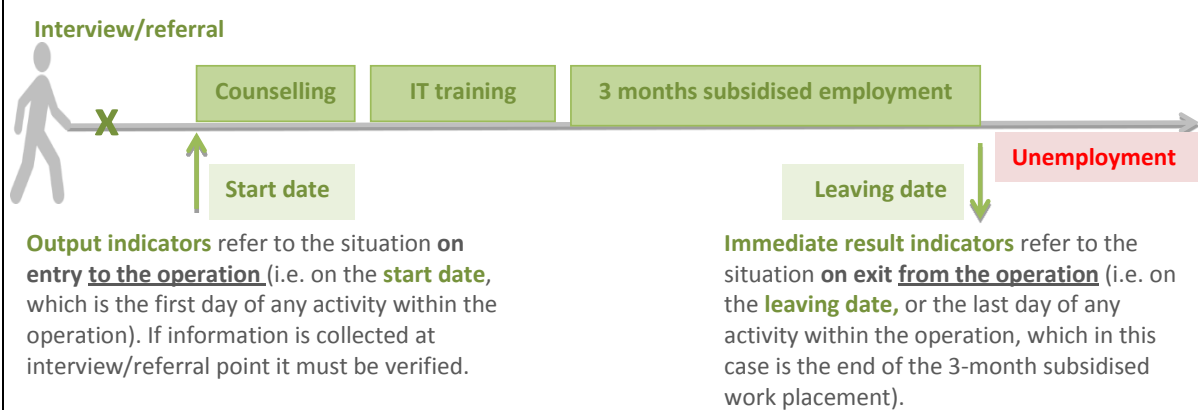 Interview/referral
Counselling
IT training
3 months subsidised employment
X
Unemployment
Start date
Leaving date
Output indicators refer to the situation on
entry to the operation (i.e. on the start date,
which is the first day of any activity within the
operation). If information is collected at
interview/referral point it must be verified.
Immediate result indicators refer to the
situation on exit from the operation (i.e. on
the leaving date, or the last day of any
activity within the operation, which in this
case is the end of the 3-month subsidised
work placement).